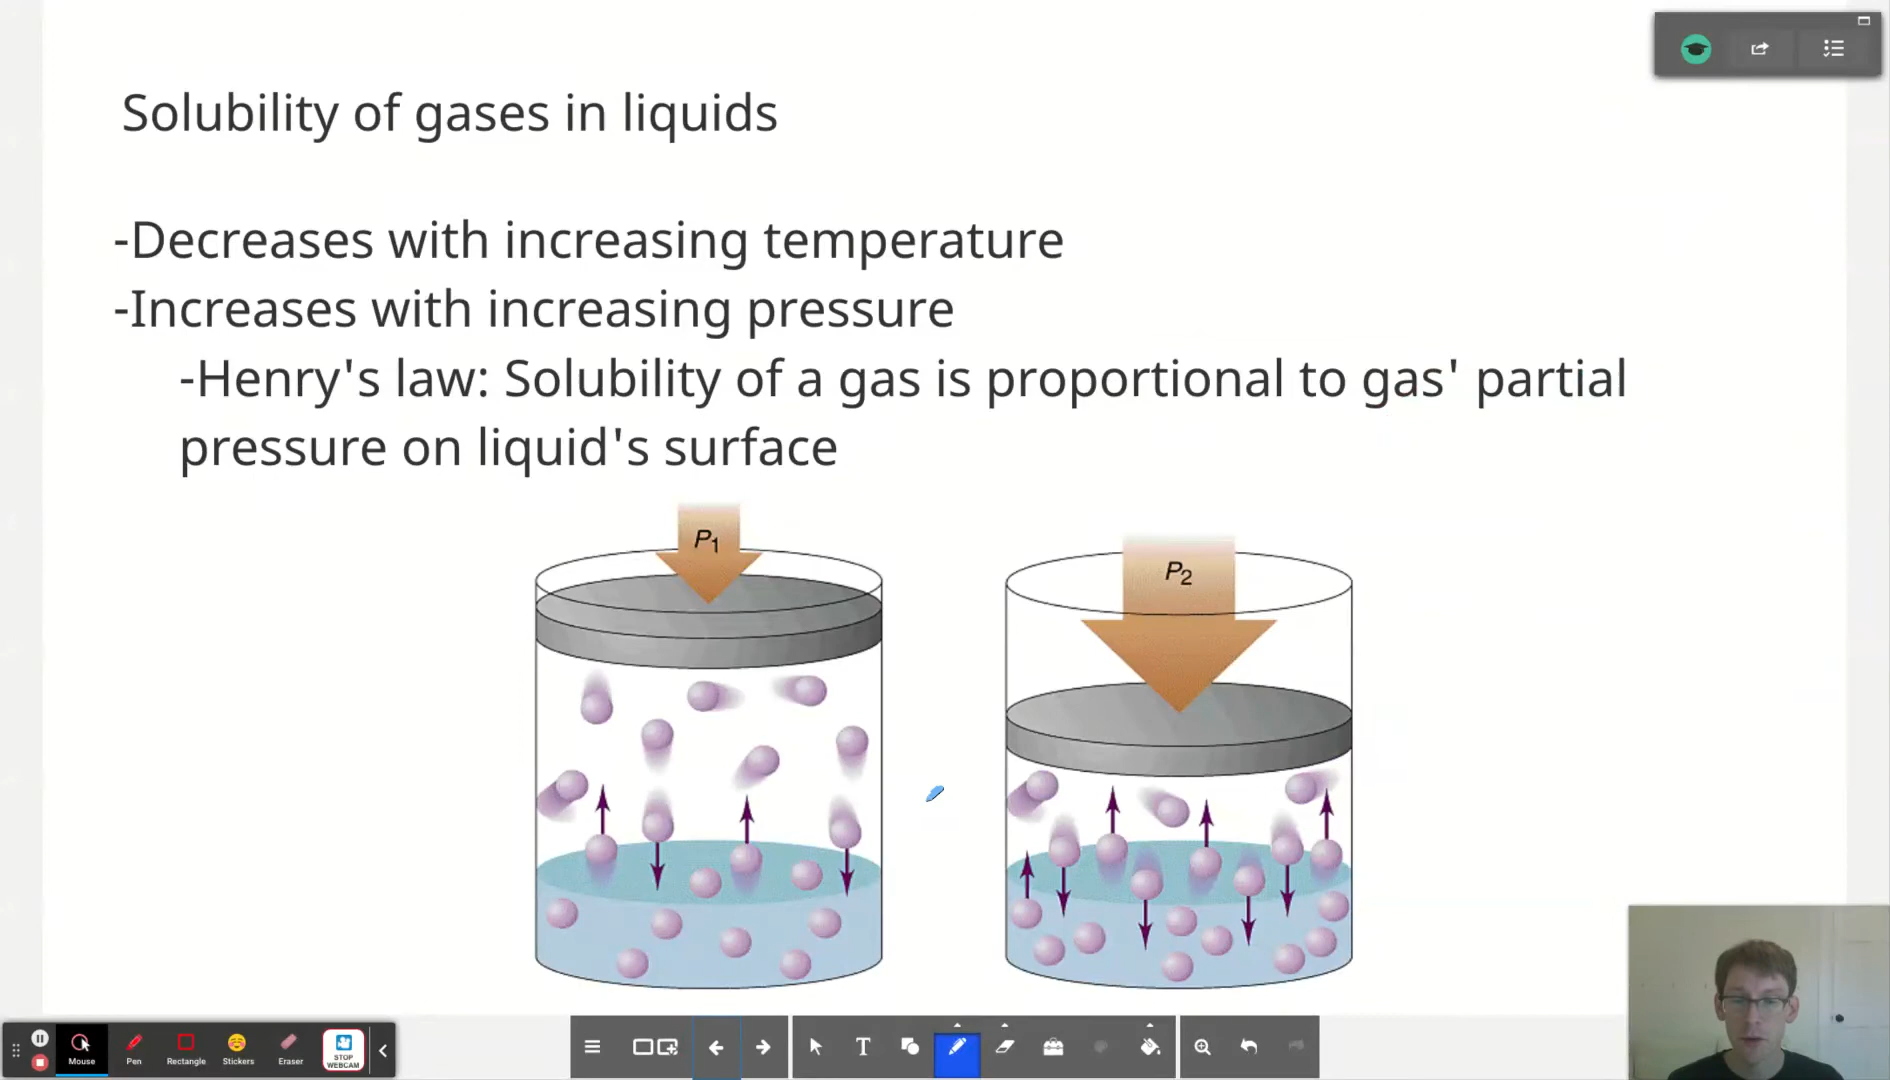 Solubility of gases in liquids
-Decreases with increasing temperature
-Increases with increasing pressure
-Henry's law: Solubility of a gas is proportional to gas' partial
pressure on liquid's surface
P1
P2
Mouse
Pen
Rectangle
Stickers
Eraser
STOP
WEBCAM
T